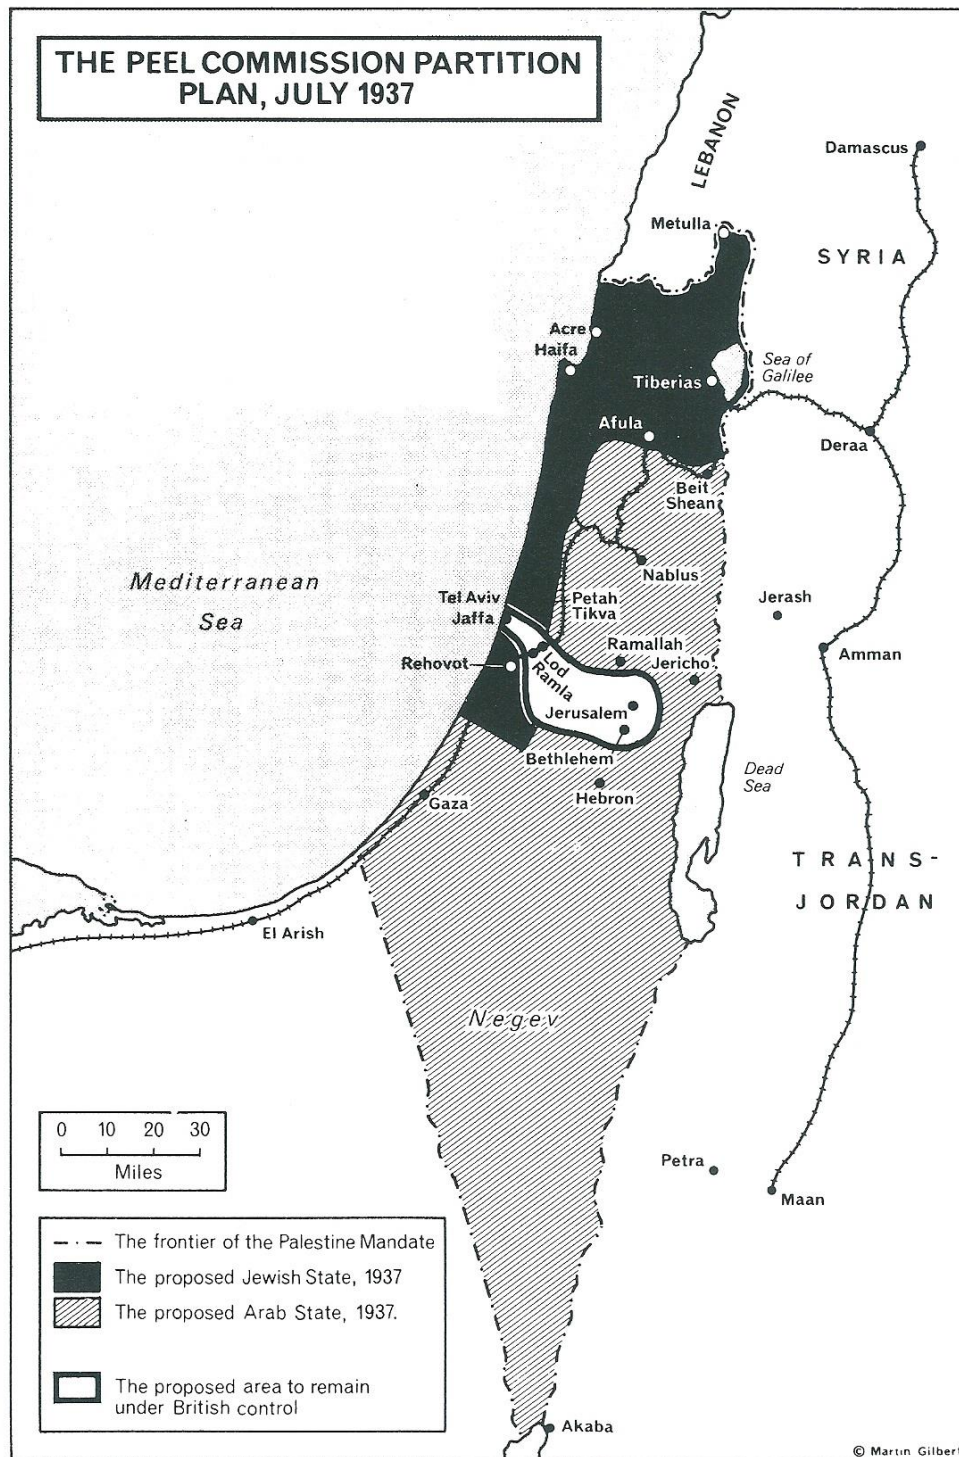 THE PEEL COMMISSION PARTITION
PLAN, JULY 1937
LEBANON
Damascus
Metulla
SYRIA
Acre
Haifa
Tiberias
Sea of
Galilee
Afula
Deraa
Beit
Shean
Mediterranean
Sea
Nablus
Tel Aviv
Jaffa
Petah
Tikva
Jerash
Rehovot
Lod
Ramla
Ramallah
Jericho
Amman
Jerusalem
Bethlehem
Dead
Sea
Gaza
Hebron
TRANS-
JORDAN
El Arish
Negev
0 10 20 30
Miles
Petra
Maan
The frontier of the Palestine Mandate
The proposed Jewish State, 1937
The proposed Arab State, 1937.
The proposed area to remain
under British control
Akaba
© Martin Gilbert